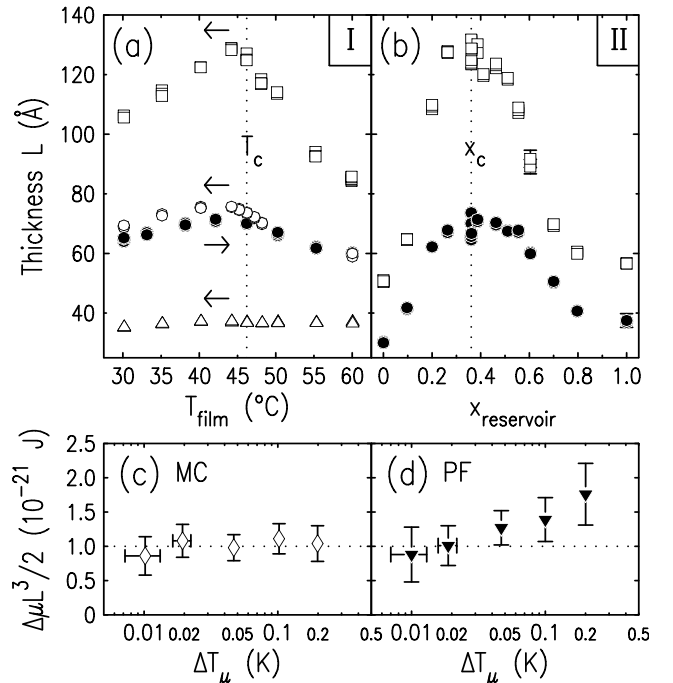 140
120
100
80
60
40
Thickness L (Å)
(a)
I
T_c
30 35 40 45 50 55 60
T_film (°C)
(b)
II
x_c
0 0.2 0.4 0.6 0.8 1.0
x_reservoir
2.5
2.0
1.5
1.0
0.5
0
ΔμL³/2 (10⁻²¹ J)
(c) MC
0.01 0.02 0.05 0.1 0.2 0.5
ΔT_μ (K)
(d) PF
0.01 0.02 0.05 0.1 0.2 0.5
ΔT_μ (K)